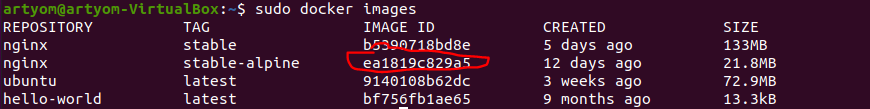 artyom@artyom-VirtualBox:~$ sudo docker images
REPOSITORY TAG IMAGE ID CREATED SIZE
nginx stable b5390718bd8e 5 days ago 133MB
nginx stable-alpine ea1819c829a5 12 days ago 21.8MB
ubuntu latest 9140108b62dc 3 weeks ago 72.9MB
hello-world latest bf756fb1ae65 9 months ago 13.3kB